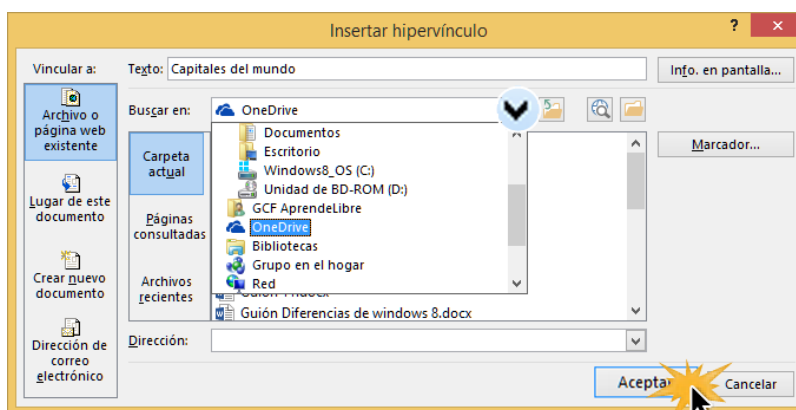 Insertar hipervínculo
?
×
Vincular a:
Texto: Capitales del mundo
Info. en pantalla...
Archivo o
página web
existente
Buscar en: OneDrive
Documentos
Escritorio
Windows8_OS (C:)
Unidad de BD-ROM (D:)
GCF AprendeLibre
OneDrive
Bibliotecas
Grupo en el hogar
Red
Guión Diferencias de windows 8.docx
Marcador...
Carpeta
actual
Páginas
consultadas
Archivos
recientes
Lugar de este
documento
Crear nuevo
documento
Dirección de
correo
electrónico
Dirección:
Aceptar
Cancelar